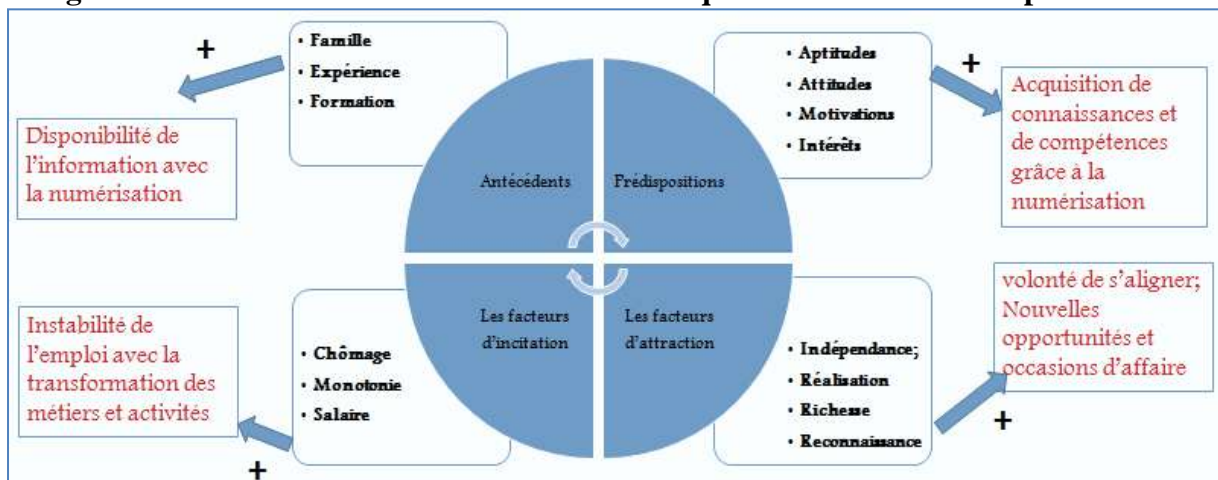 +
• Famille
• Expérience
• Formation
Disponibilité de
l'information avec
la numérisation
Antécédents
Prédispositions
• Aptitudes
• Attitudes
• Motivations
• Intérêts
+
Acquisition de
connaissances et
de compétences
grâce à la
numérisation
Instabilité de
l'emploi avec la
transformation des
métiers et activités
+
• Chômage
• Monotonie
• Salaire
Les facteurs
d'incitation
Les facteurs
d'attraction
• Indépendance;
• Réalisation
• Richesse
• Reconnaissance
volonté de s'aligner;
Nouvelles
opportunités et
occasions d'affaire
+